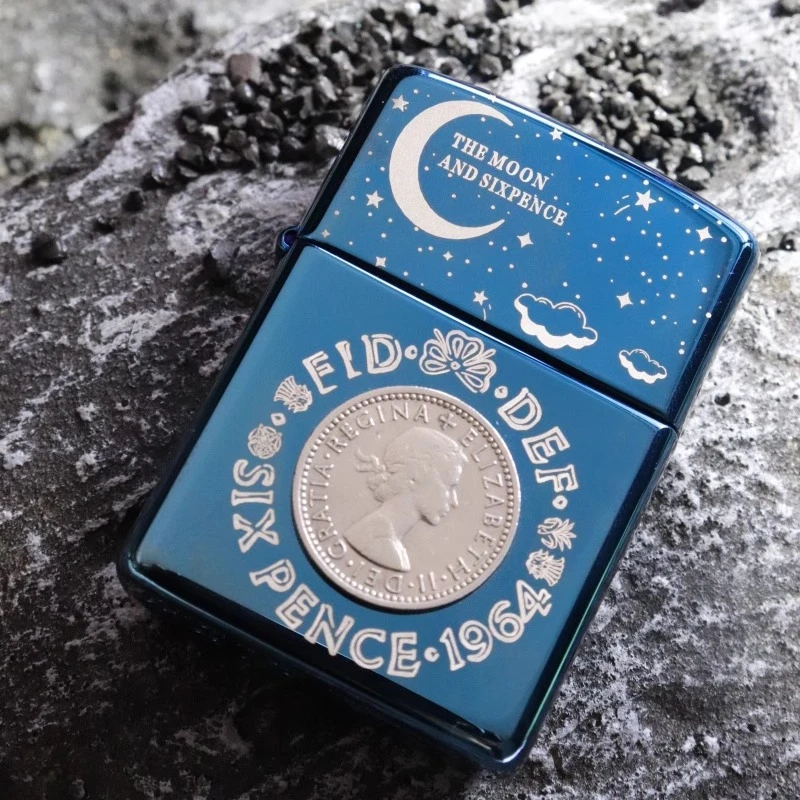 THE MOON
AND SIXPENCE
·FID·DEF·
SIX PENCE·1964
·DEI·GRATIA·REGINA✝ELIZABETH·II·